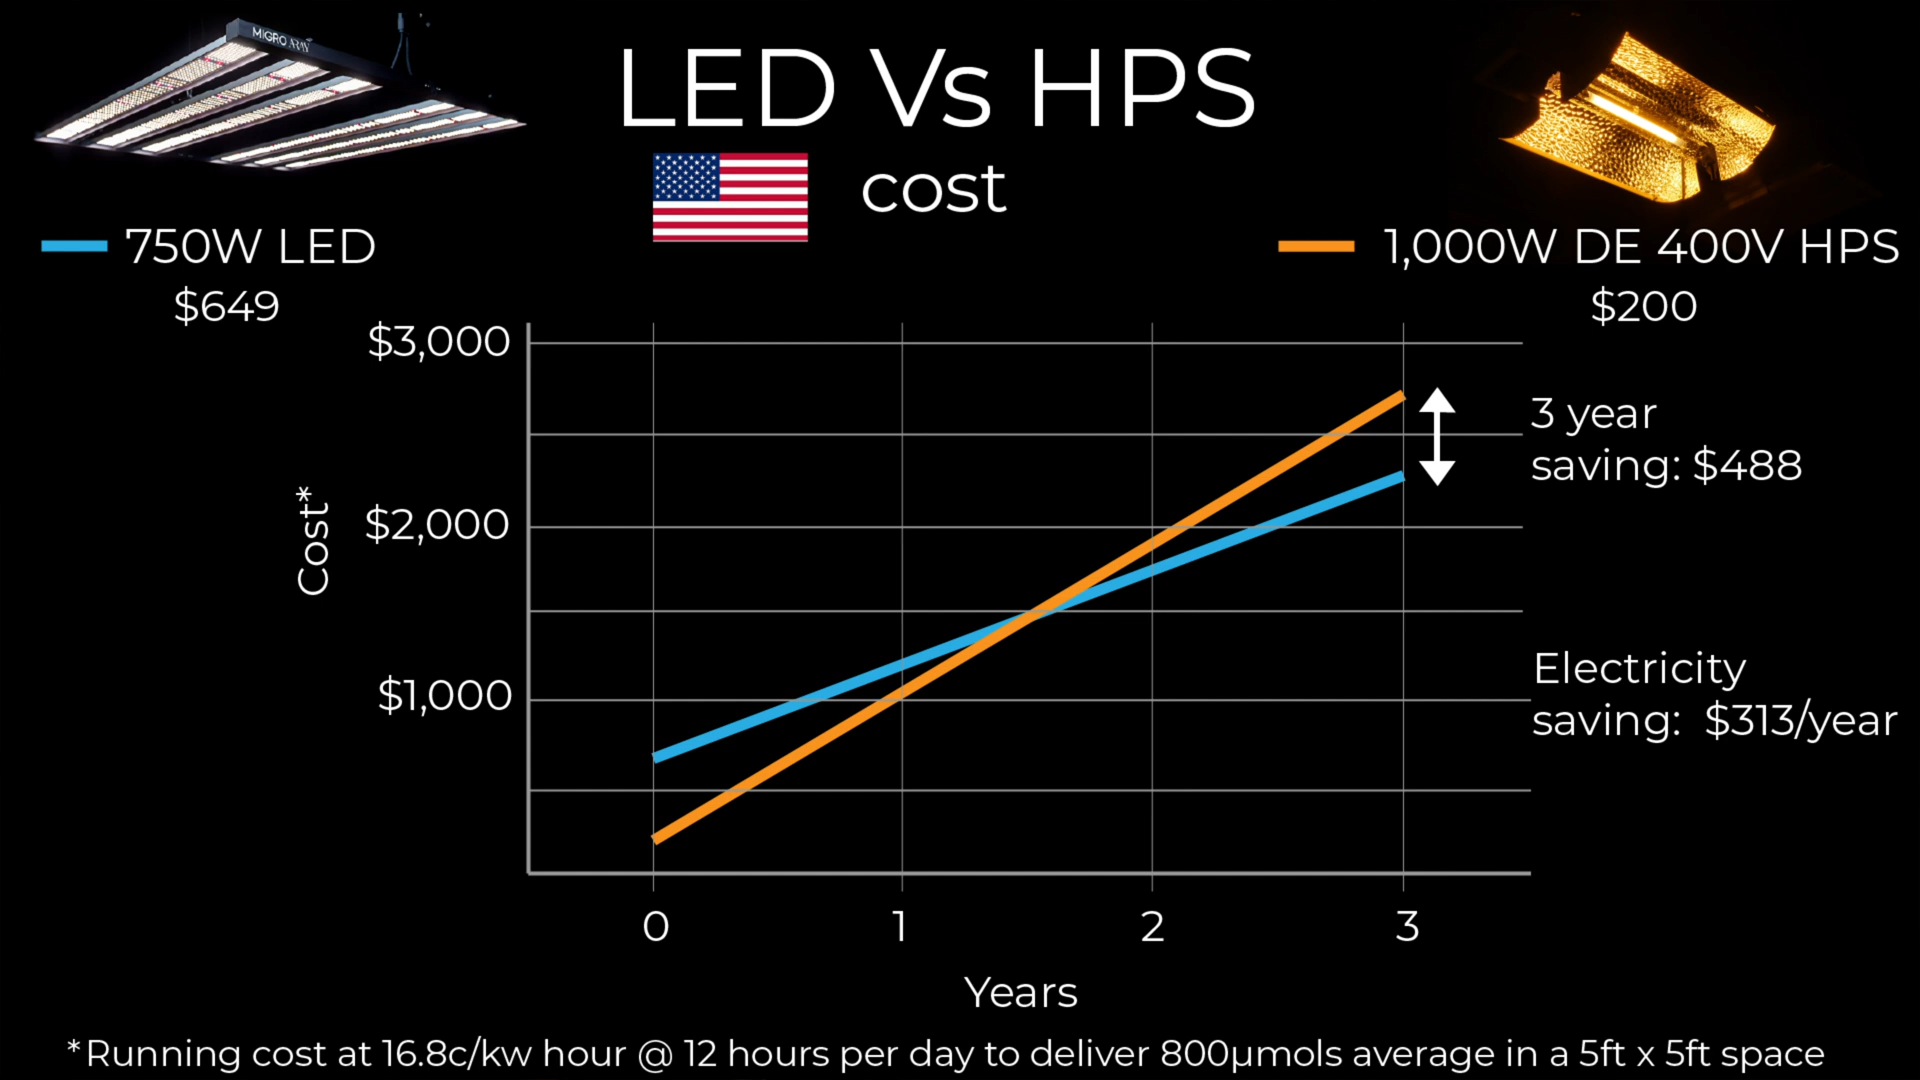 MIGRO ARAY
LED Vs HPS
cost
750W LED
$649
1,000W DE 400V HPS
$200
$3,000
$2,000
$1,000
Cost*
3 year
saving: $488
Electricity
saving: $313/year
0 1 2 3
Years
*Running cost at 16.8c/kw hour @ 12 hours per day to deliver 800µmols average in a 5ft x 5ft space